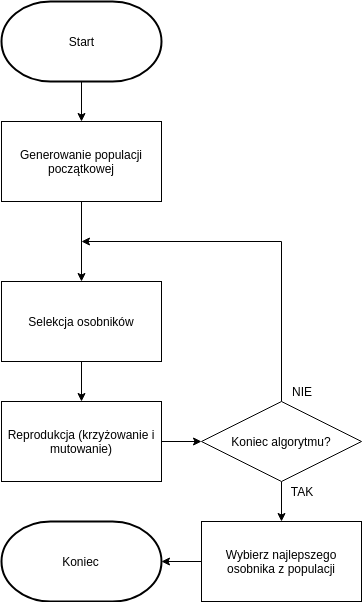 Start
Generowanie populacji
początkowej
Selekcja osobników
Reprodukcja (krzyżowanie i
mutowanie)
NIE
Koniec algorytmu?
TAK
Wybierz najlepszego
osobnika z populacji
Koniec